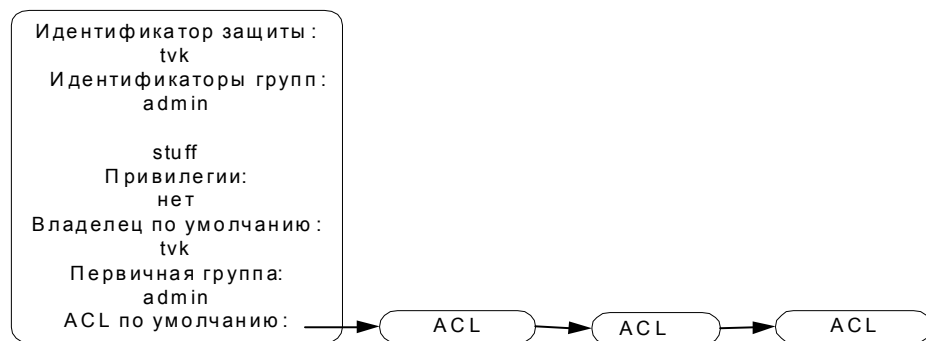 Идентификатор защиты:
tvk
Идентификаторы групп:
admin
stuff
Привилегии:
нет
Владелец по умолчанию:
tvk
Первичная группа:
admin
ACL по умолчанию: ACL ACL ACL